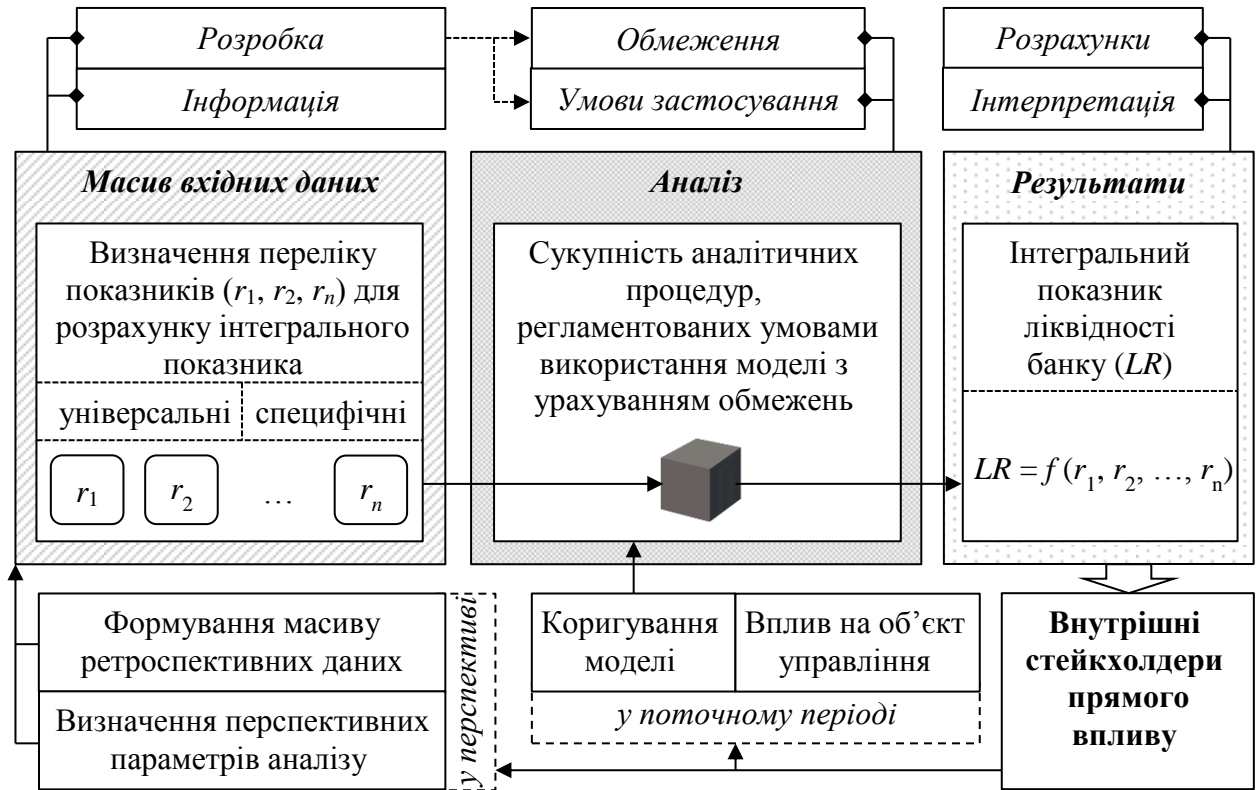 Розробка
Інформація
Обмеження
Умови застосування
Розрахунки
Інтерпретація
Масив вхідних даних
Визначення переліку
показників (r1, r2, rn) для
розрахунку інтегрального
показника
універсальні
специфічні
r1
r2
…
rn
Аналіз
Сукупність аналітичних
процедур,
регламентованих умовами
використання моделі з
урахуванням обмежень
Результати
Інтегральний
показник
ліквідності
банку (LR)
LR = f (r1, r2, …, rn)
Формування масиву
ретроспективних даних
Визначення перспективних
параметрів аналізу
у перспективі
Коригування
моделі
Вплив на об’єкт
управління
у поточному періоді
Внутрішні
стейкхолдери
прямого
впливу